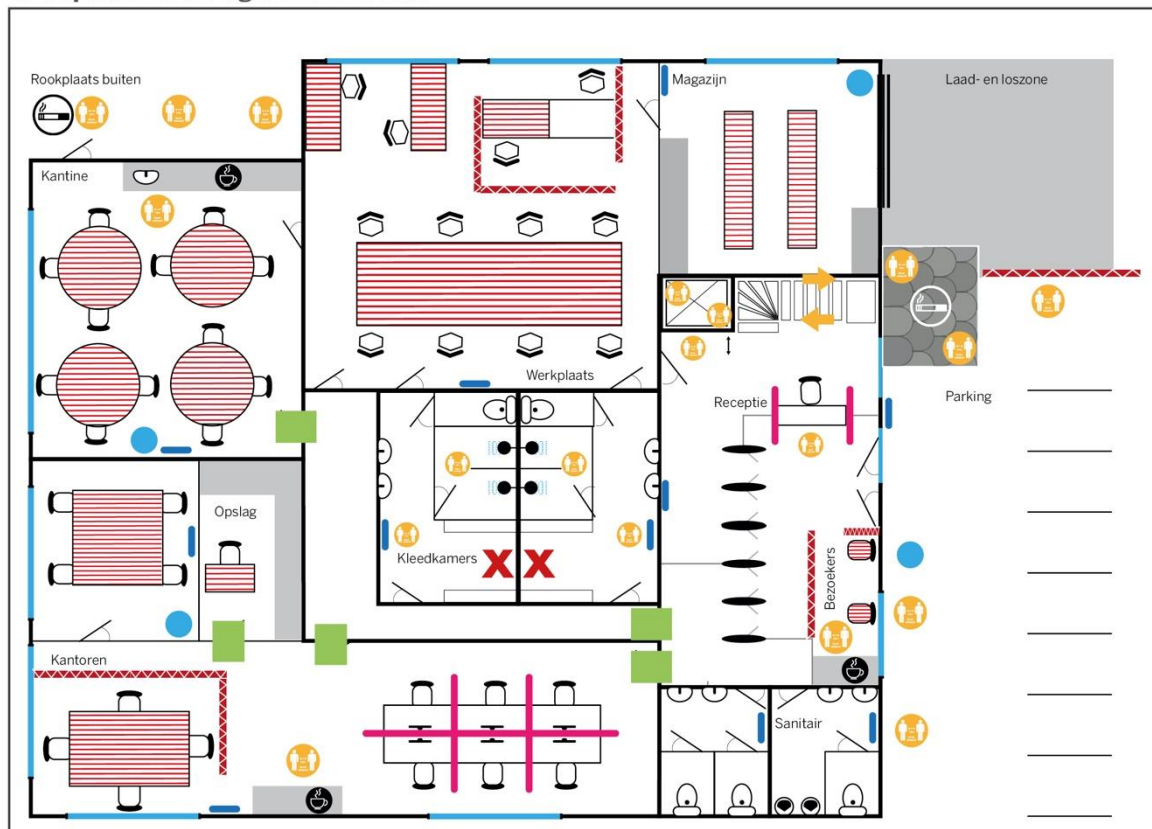 Rookplaats buiten
Magazijn
Laad- en loszone
Kantine
Werkplaats
Receptie
Parking
Opslag
Kleedkamers
Bezoekers
Kantoren
Sanitair